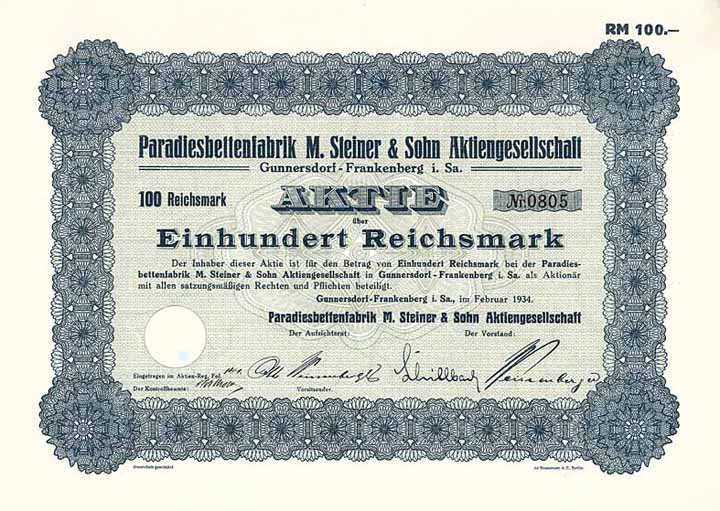 RM 100.—
Paradiesbettenfabrik M. Steiner & Sohn Aktiengesellschaft
Gunnersdorf-Frankenberg i. Sa.
100 Reichsmark
AKTIE
№ 0805
über
Einhundert Reichsmark
Der Inhaber dieser Aktie ist für den Betrag von Einhundert Reichsmark bei der Paradies-
bettenfabrik M. Steiner & Sohn Aktiengesellschaft in Gunnersdorf-Frankenberg i. Sa. als Aktionär
mit allen satzungsmäßigen Rechten und Pflichten beteiligt.
Gunnersdorf-Frankenberg i. Sa., im Februar 1934.
Paradiesbettenfabrik M. Steiner & Sohn Aktiengesellschaft
Der Aufsichtsrat: Der Vorstand:
Eingetragen im Aktien-Reg. Fol.
Der Kontrollbeamte: Vorsitzender.